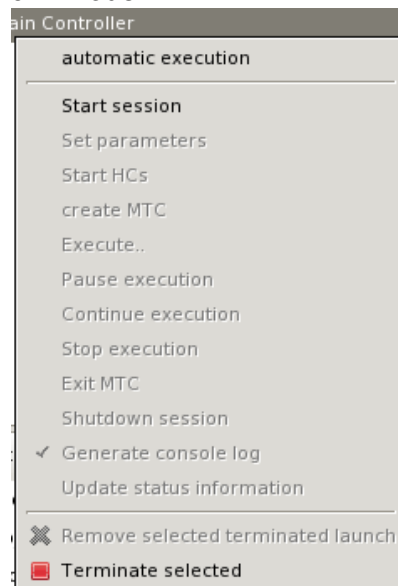 ain Controller
automatic execution
Start session
Set parameters
Start HCs
create MTC
Execute..
Pause execution
Continue execution
Stop execution
Exit MTC
Shutdown session
Generate console log
Update status information
Remove selected terminated launch
Terminate selected